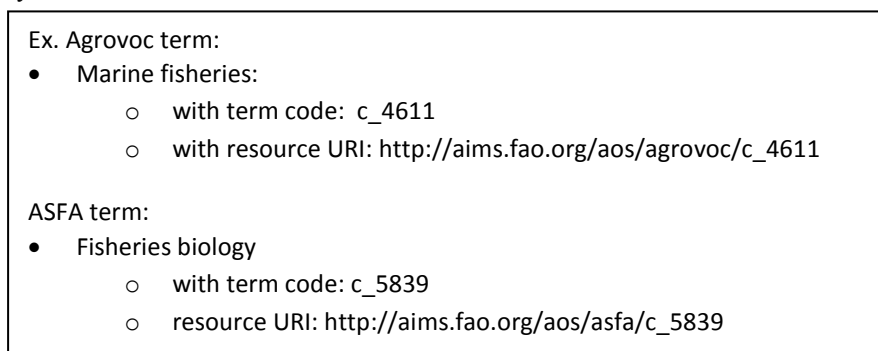 Ex. Agrovoc term:
• Marine fisheries:
o with term code: c_4611
o with resource URI: http://aims.fao.org/aos/agrovoc/c_4611
ASFA term:
• Fisheries biology
o with term code: c_5839
o resource URI: http://aims.fao.org/aos/asfa/c_5839